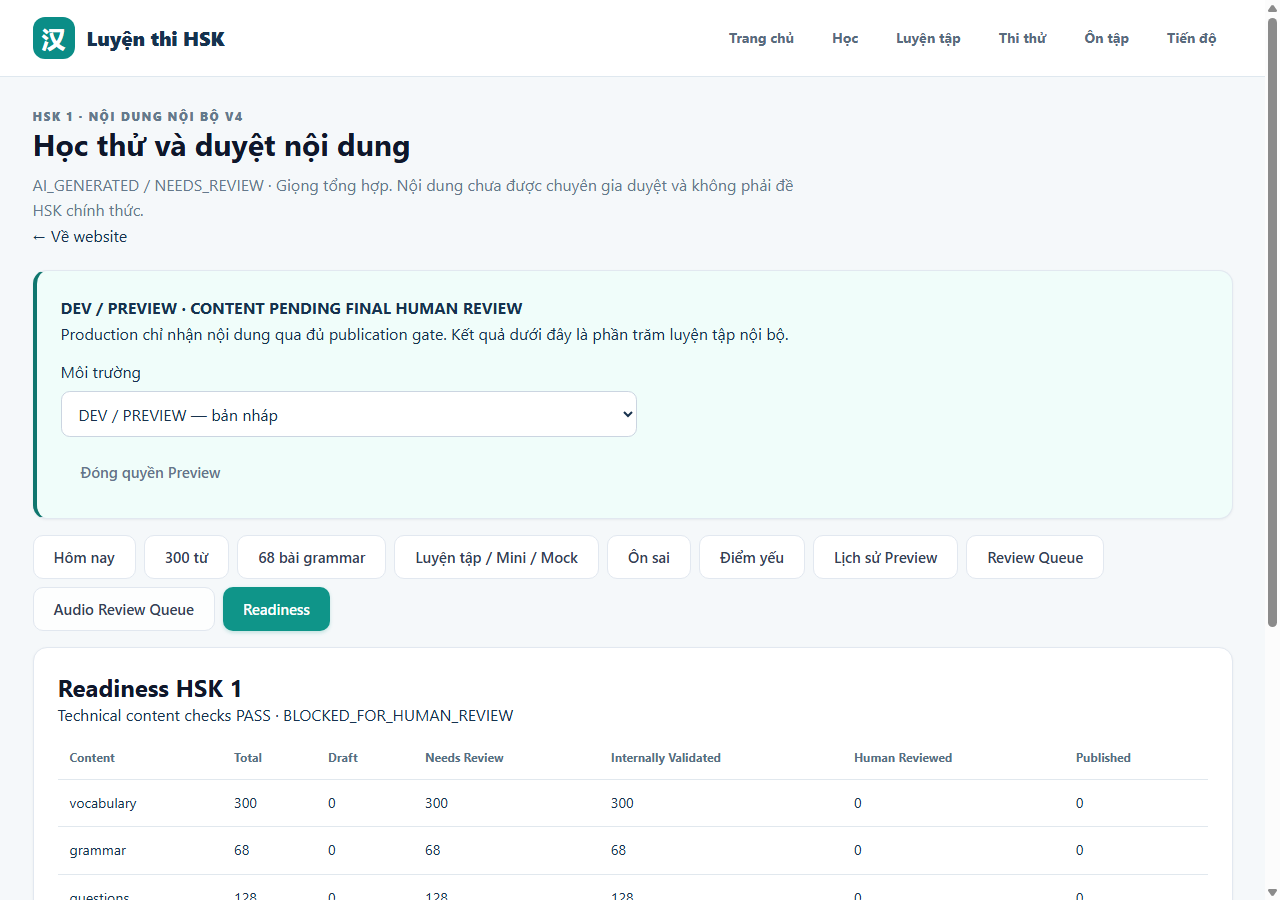 汉 Luyện thi HSK Trang chủ Học Luyện tập Thi thử Ôn tập Tiến độ
HSK 1 · NỘI DUNG NỘI BỘ V4
Học thử và duyệt nội dung
AI_GENERATED / NEEDS_REVIEW · Giọng tổng hợp. Nội dung chưa được chuyên gia duyệt và không phải đề
HSK chính thức.
← Về website
DEV / PREVIEW · CONTENT PENDING FINAL HUMAN REVIEW
Production chỉ nhận nội dung qua đủ publication gate. Kết quả dưới đây là phần trăm luyện tập nội bộ.
Môi trường
DEV / PREVIEW — bản nháp
Đóng quyền Preview
Hôm nay 300 từ 68 bài grammar Luyện tập / Mini / Mock Ôn sai Điểm yếu Lịch sử Preview Review Queue
Audio Review Queue Readiness
Readiness HSK 1
Technical content checks PASS · BLOCKED_FOR_HUMAN_REVIEW
Content Total Draft Needs Review Internally Validated Human Reviewed Published
vocabulary 300 0 300 300 0 0
grammar 68 0 68 68 0 0
questions 128 0 128 128 0 0